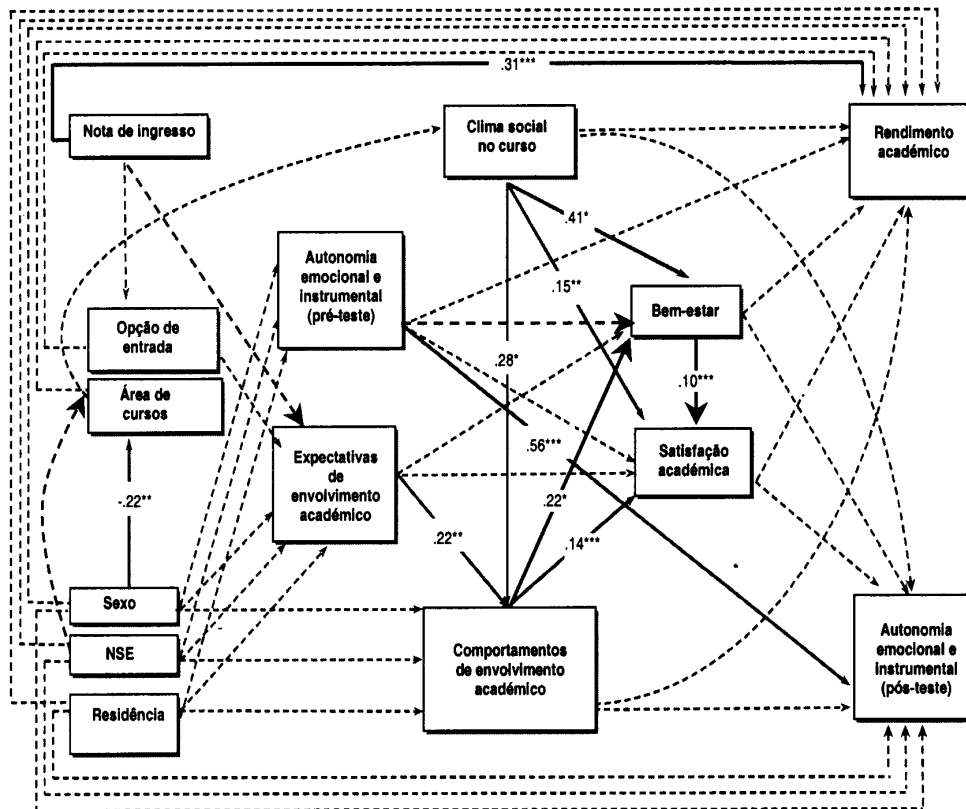 .31***
Nota de ingresso
Clima social
no curso
Rendimento
académico
.41*
Autonomia
emocional e
instrumental
(pré-teste)
.15**
Bem-estar
Opção de
entrada
.28*
.10***
Área de
cursos
Expectativas
de
envolvimento
académico
.56***
Satisfação
académica
-.22**
.22*
.22**
.14***
Sexo
NSE
Residência
Comportamentos
de envolvimento
académico
Autonomia
emocional e
instrumental
(pós-teste)